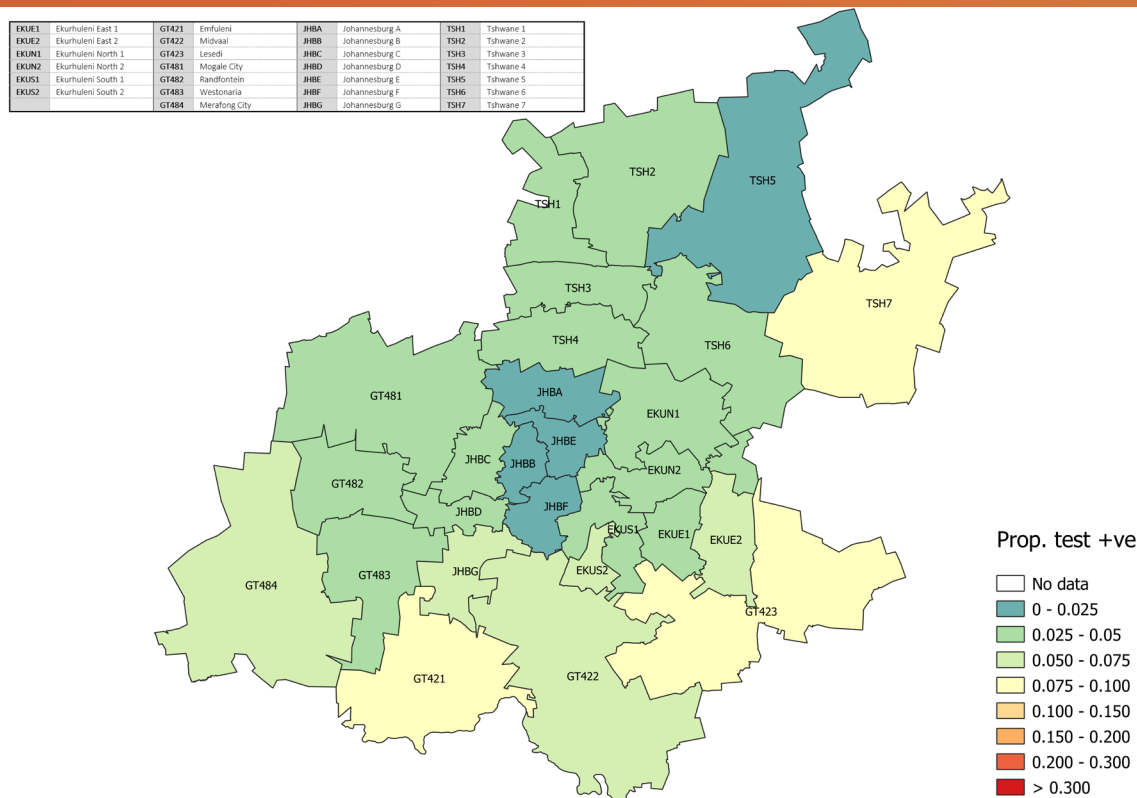 EKUE1 Ekurhuleni East 1 GT421 Emfuleni JHBA Johannesburg A TSH1 Tshwane 1
EKUE2 Ekurhuleni East 2 GT422 Midvaal JHBB Johannesburg B TSH2 Tshwane 2
EKUN1 Ekurhuleni North 1 GT423 Lesedi JHBC Johannesburg C TSH3 Tshwane 3
EKUN2 Ekurhuleni North 2 GT481 Mogale City JHBD Johannesburg D TSH4 Tshwane 4
EKUS1 Ekurhuleni South 1 GT482 Randfontein JHBE Johannesburg E TSH5 Tshwane 5
EKUS2 Ekurhuleni South 2 GT483 Westonaria JHBF Johannesburg F TSH6 Tshwane 6
GT484 Merafong City JHBG Johannesburg G TSH7 Tshwane 7
TSH2
TSH5
TSH1
TSH3
TSH7
TSH4
TSH6
GT481
JHBA
EKUN1
JHBE
JHBC
JHBB
EKUN2
GT482
JHBF
JHBD
EKUS1
EKUE1
EKUE2
JHBG
EKUS2
GT483
GT484
GT423
GT421
GT422
Prop. test +ve
No data
0 - 0.025
0.025 - 0.05
0.050 - 0.075
0.075 - 0.100
0.100 - 0.150
0.150 - 0.200
0.200 - 0.300
> 0.300